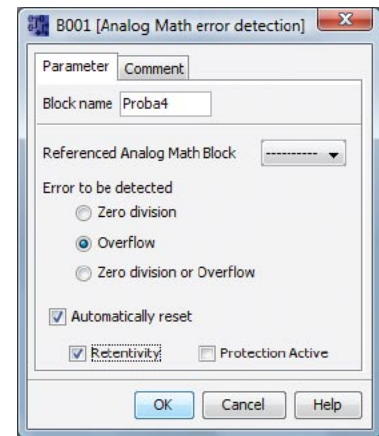 B001 [Analog Math error detection]
Parameter Comment
Block name Proba4
Referenced Analog Math Block ----------
Error to be detected
Zero division
Overflow
Zero division or Overflow
Automatically reset
Retentivity Protection Active
OK Cancel Help